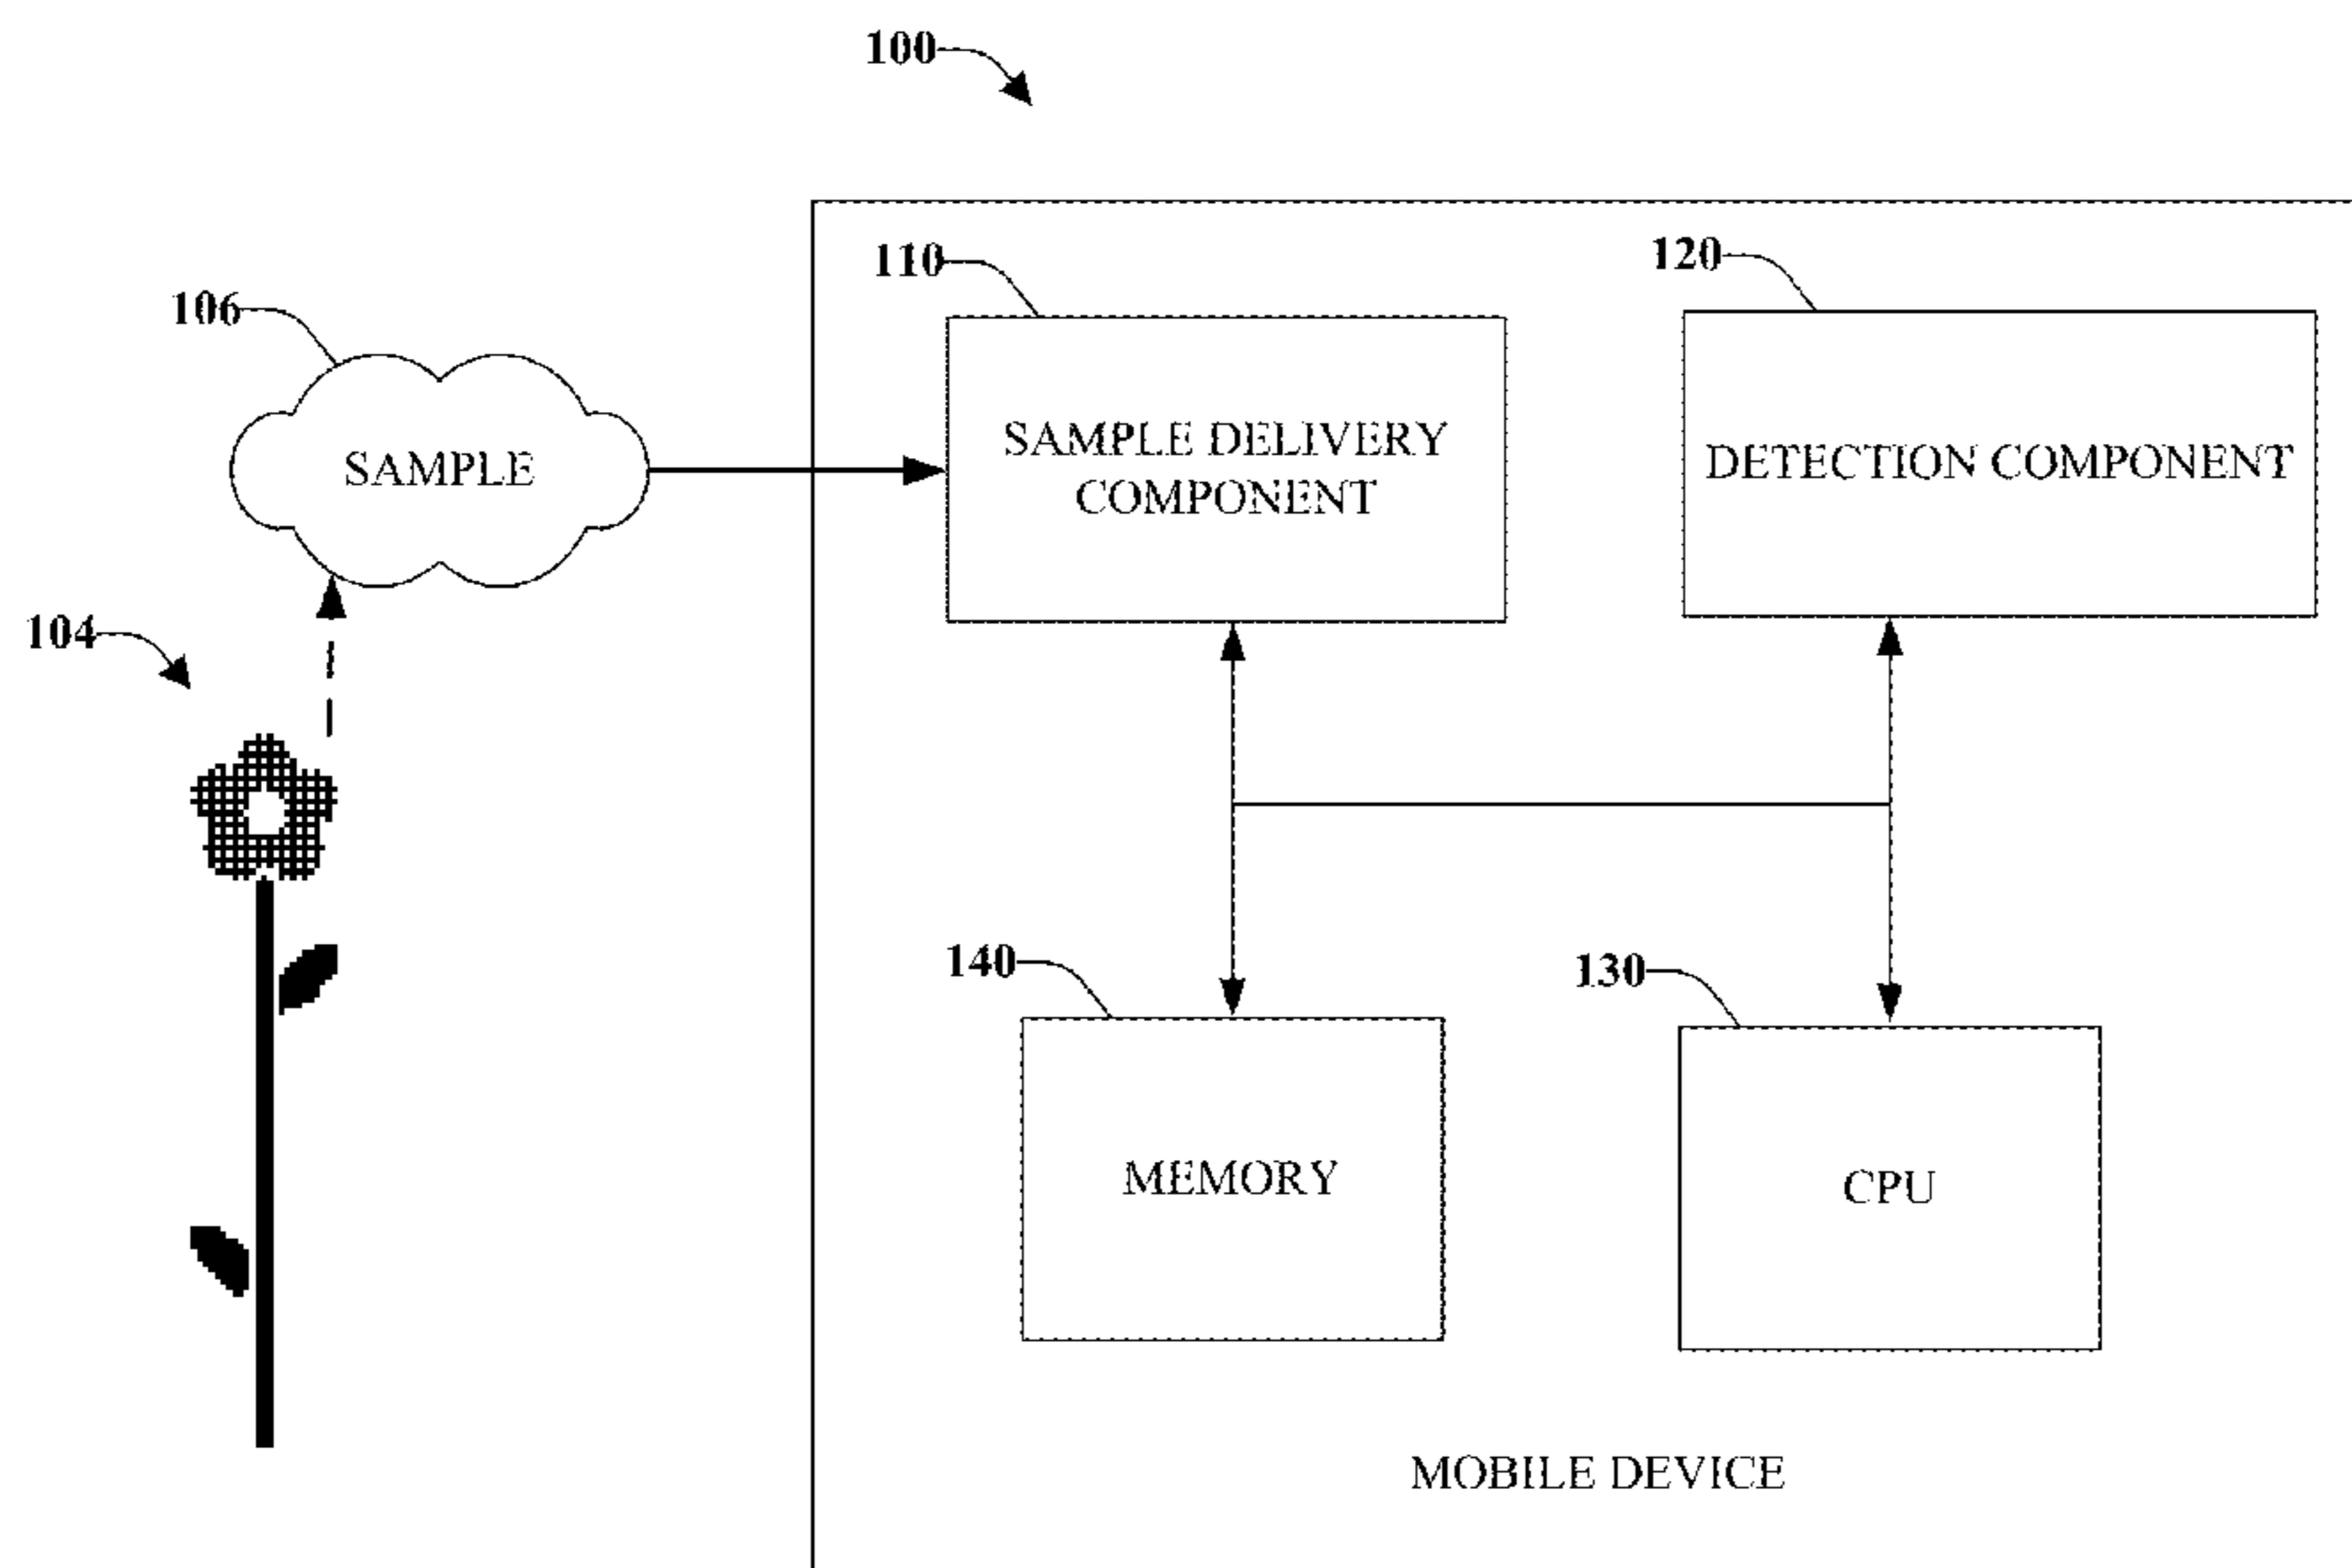 100
110
120
106
SAMPLE DELIVERY
COMPONENT
DETECTION COMPONENT
SAMPLE
104
140
130
MEMORY
CPU
MOBILE DEVICE